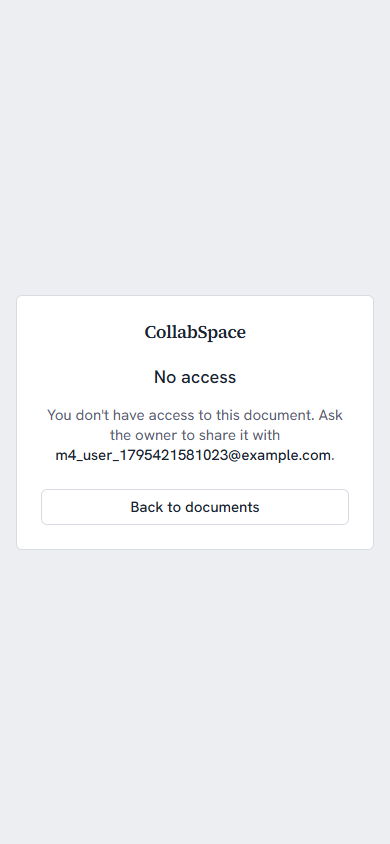 CollabSpace
No access
You don't have access to this document. Ask
the owner to share it with
m4_user_1795421581023@example.com.
Back to documents